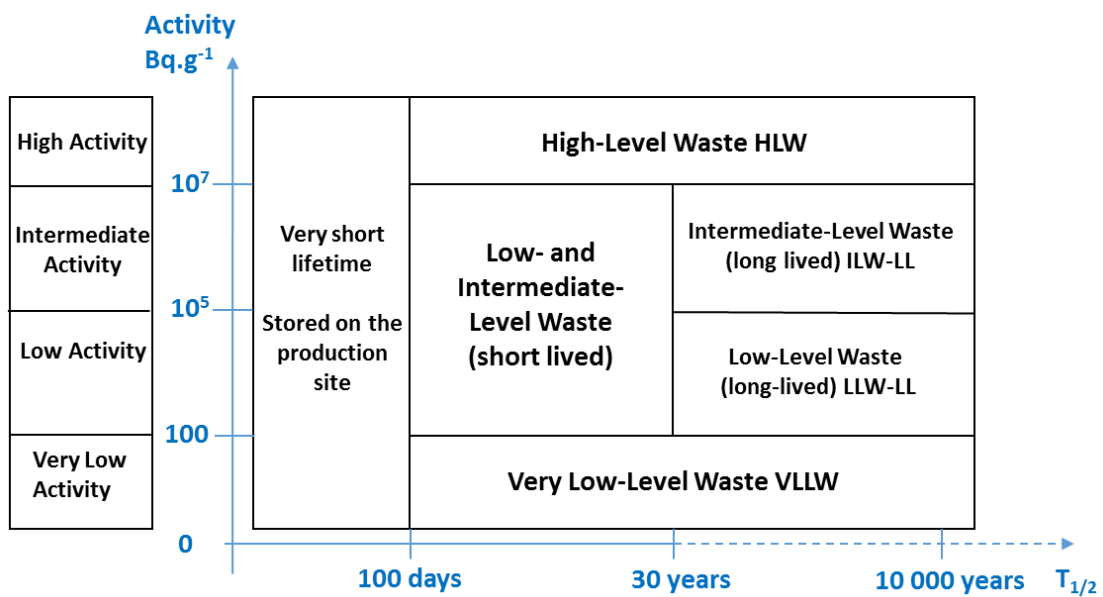 Activity
Bq.g⁻¹
High Activity
High-Level Waste HLW
10⁷
Intermediate
Activity
Very short
lifetime
Stored on the
production
site
Low- and
Intermediate-
Level Waste
(short lived)
Intermediate-Level Waste
(long lived) ILW-LL
10⁵
Low Activity
Low-Level Waste
(long-lived) LLW-LL
100
Very Low
Activity
Very Low-Level Waste VLLW
0
100 days
30 years
10 000 years
T₁/₂